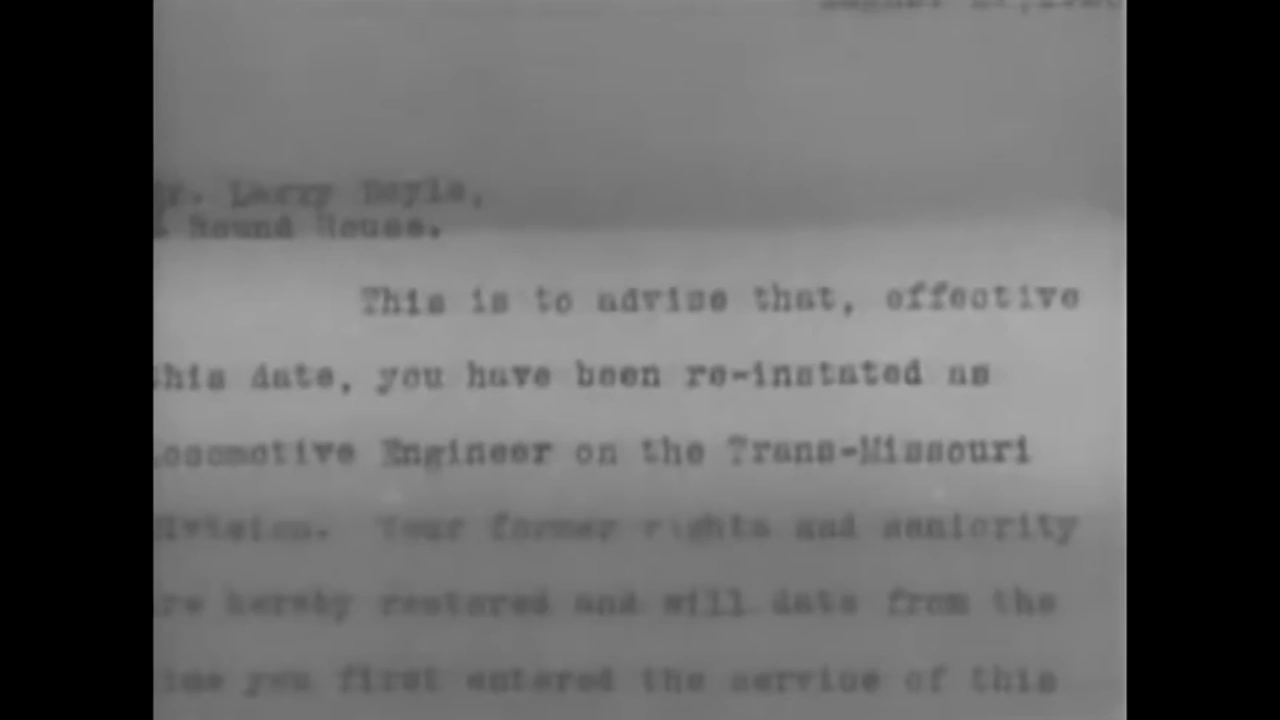 Mr. Larry Doyle,
Round House.
This is to advise that, effective
this date, you have been re-instated as
Locomotive Engineer on the Trans-Missouri
Division. Your former rights and seniority
are hereby restored and will date from the
time you first entered the service of this